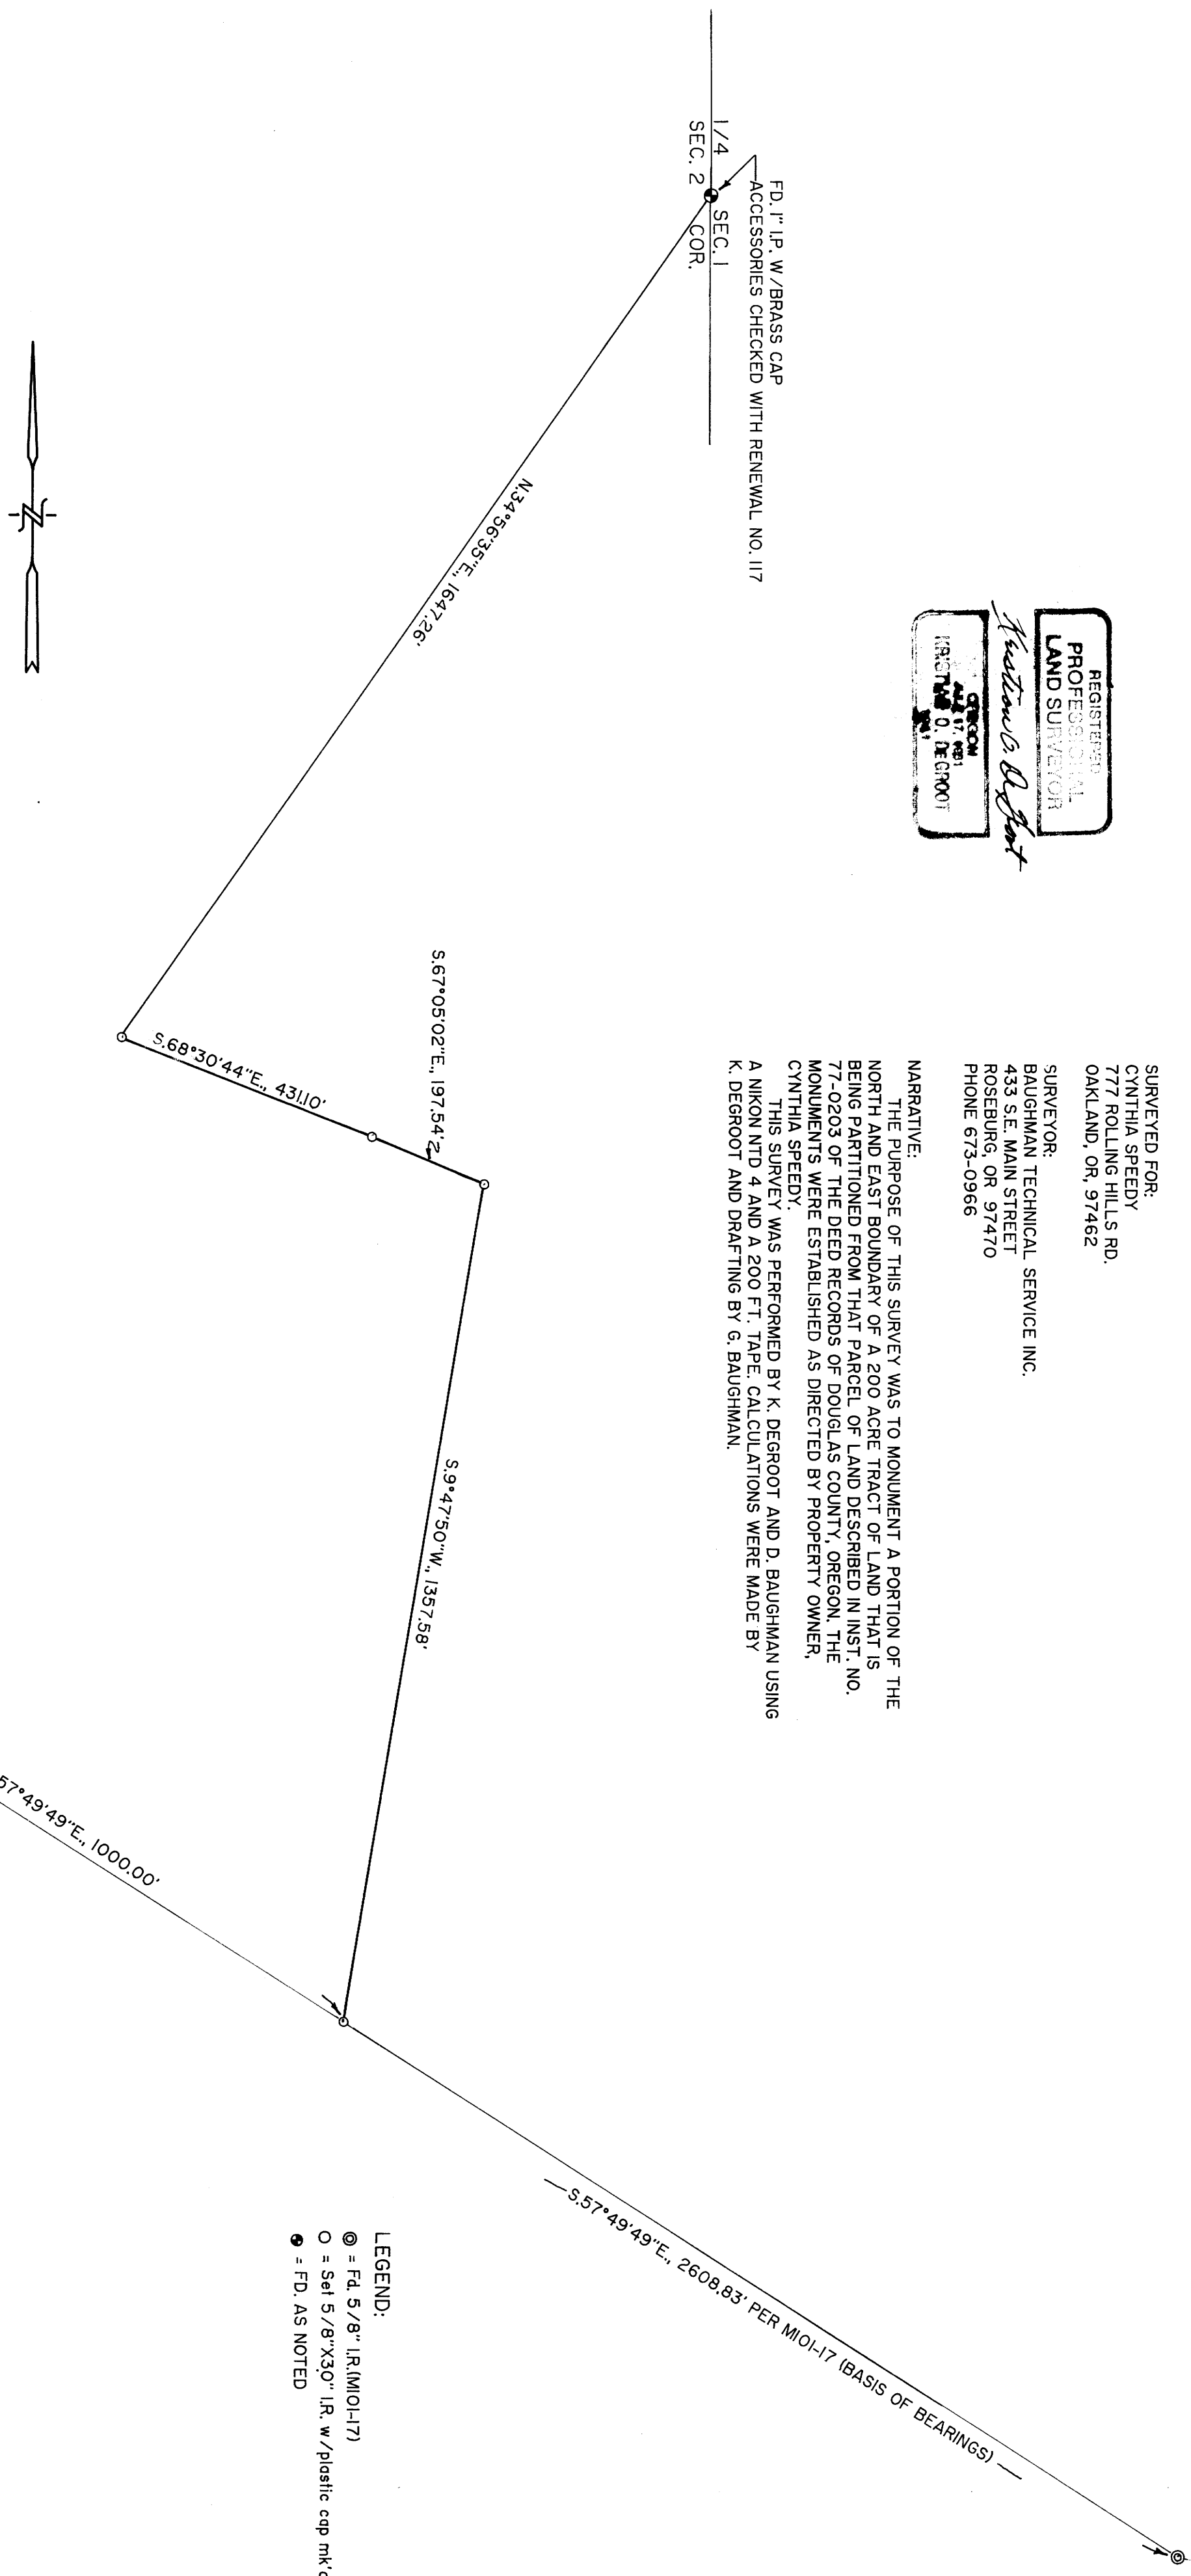 FD. 1" I.P. W/BRASS CAP
ACCESSORIES CHECKED WITH RENEWAL NO. 117
1/4
SEC. 1
SEC. 2
COR.
REGISTERED
PROFESSIONAL
LAND SURVEYOR
OREGON
KRISTIAN O. DEGROOT
SURVEYED FOR:
CYNTHIA SPEEDY
777 ROLLING HILLS RD.
OAKLAND, OR, 97462
SURVEYOR:
BAUGHMAN TECHNICAL SERVICE INC.
433 S.E. MAIN STREET
ROSEBURG, OR 97470
PHONE 673-0966
NARRATIVE:
THE PURPOSE OF THIS SURVEY WAS TO MONUMENT A PORTION OF THE
NORTH AND EAST BOUNDARY OF A 200 ACRE TRACT OF LAND THAT IS
BEING PARTITIONED FROM THAT PARCEL OF LAND DESCRIBED IN INST. NO.
77-0203 OF THE DEED RECORDS OF DOUGLAS COUNTY, OREGON. THE
MONUMENTS WERE ESTABLISHED AS DIRECTED BY PROPERTY OWNER,
CYNTHIA SPEEDY.
THIS SURVEY WAS PERFORMED BY K. DEGROOT AND D. BAUGHMAN USING
A NIKON NTD 4 AND A 200 FT. TAPE. CALCULATIONS WERE MADE BY
K. DEGROOT AND DRAFTING BY G. BAUGHMAN.
N.34°56'35"E., 1647.26'
S.68°30'44"E., 431.10'
S.67°05'02"E., 197.54'
S.9°47'50"W., 1357.58'
57°49'49"E., 1000.00'
S.57°49'49"E., 2608.83' PER M101-17 (BASIS OF BEARINGS)
N
LEGEND:
= Fd. 5/8" I.R.(M101-17)
= Set 5/8"X30" I.R. w/plastic cap mk'd
= FD. AS NOTED